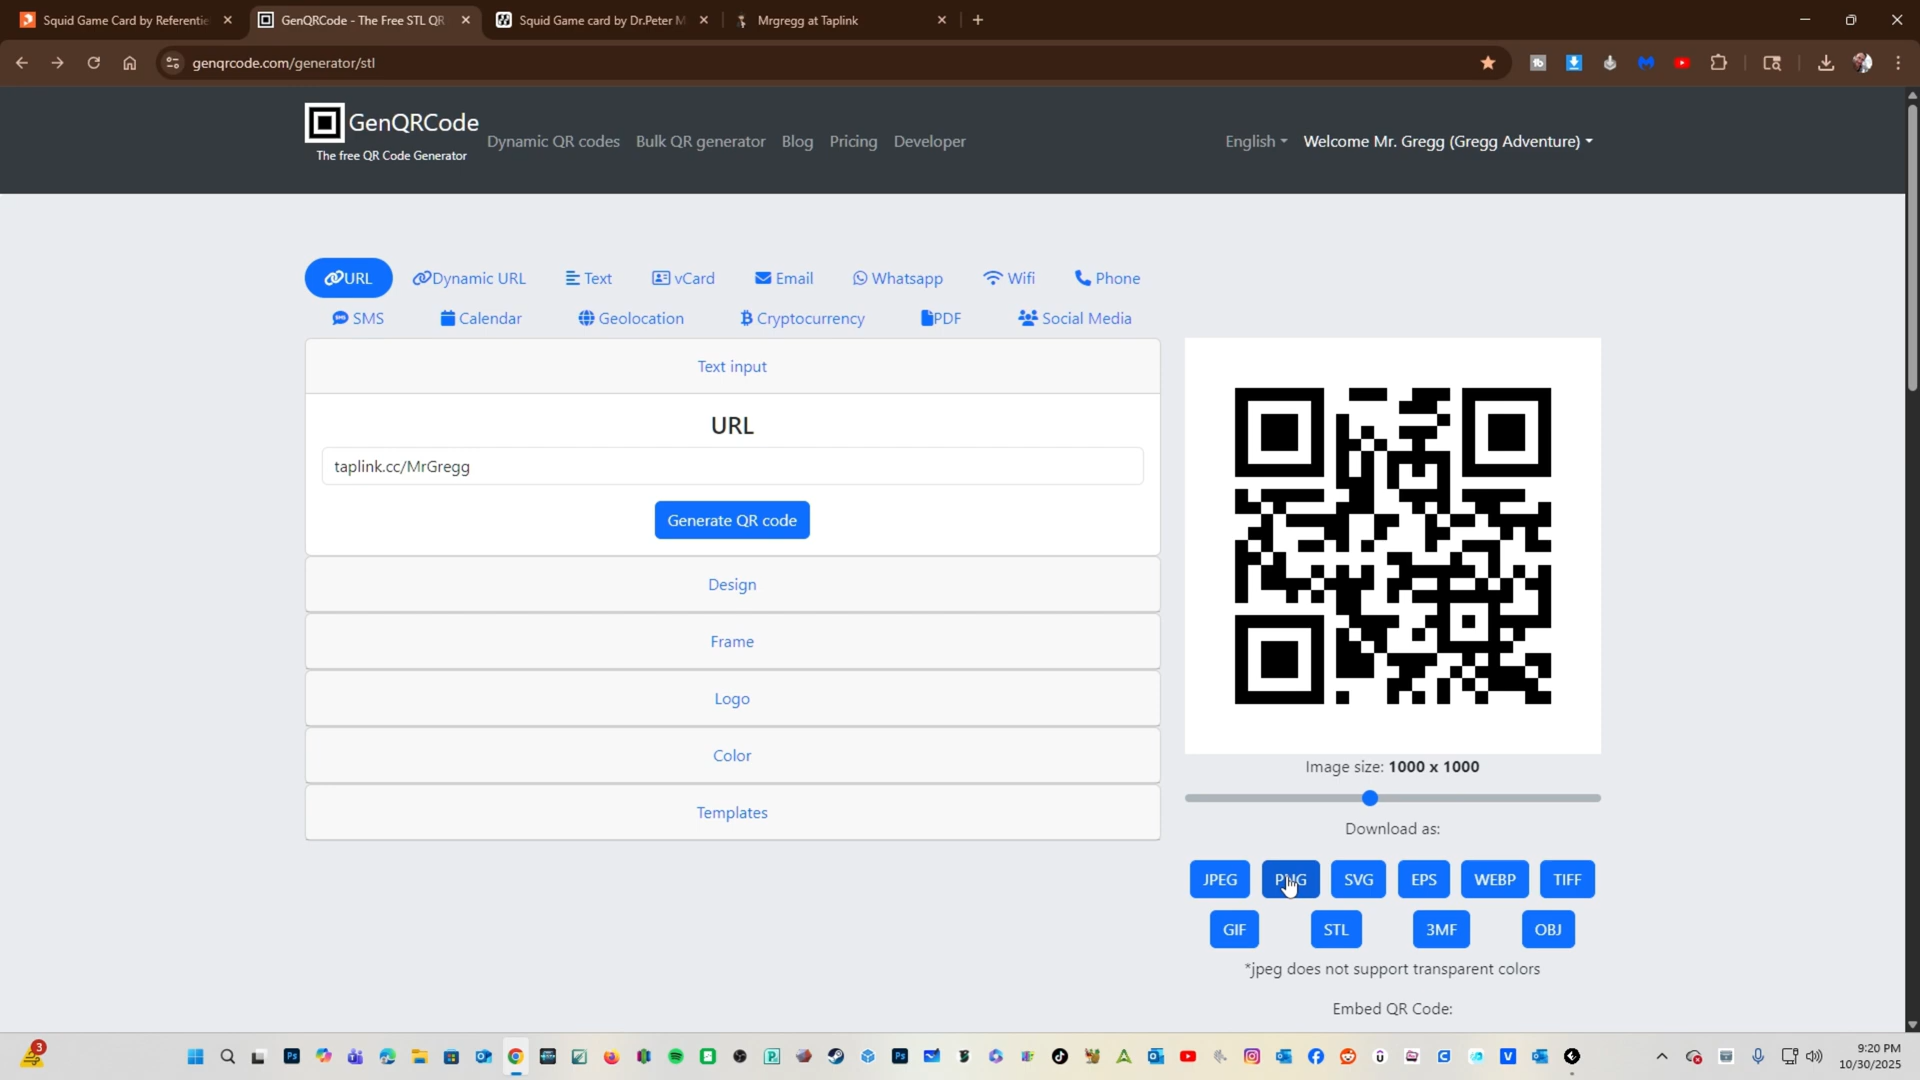 Squid Game Card by Referentie
GenQRCode - The Free STL QR
Squid Game card by Dr.Peter M
Mrgregg at Taplink
genqrcode.com/generator/stl
GenQRCode
The free QR Code Generator
Dynamic QR codes
Bulk QR generator
Blog
Pricing
Developer
English
Welcome Mr. Gregg (Gregg Adventure)
URL
Dynamic URL
Text
vCard
Email
Whatsapp
Wifi
Phone
SMS
Calendar
Geolocation
Cryptocurrency
PDF
Social Media
Text input
URL
taplink.cc/MrGregg
Generate QR code
Design
Frame
Logo
Color
Templates
Image size: 1000 x 1000
Download as:
JPEG
PNG
SVG
EPS
WEBP
TIFF
GIF
STL
3MF
OBJ
*jpeg does not support transparent colors
Embed QR Code:
3
9:20 PM
10/30/2025